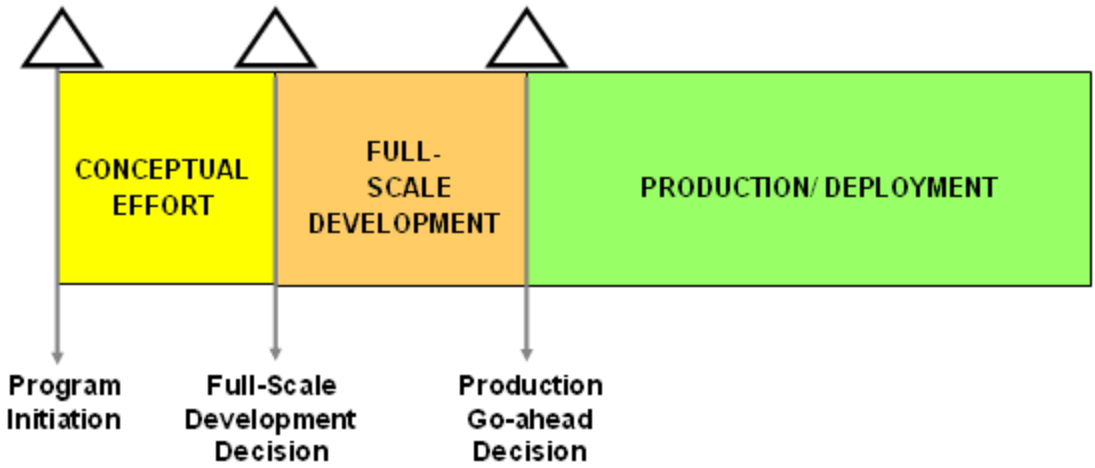 CONCEPTUAL
EFFORT
FULL-
SCALE
DEVELOPMENT
PRODUCTION/ DEPLOYMENT
Program
Initiation
Full-Scale
Development
Decision
Production
Go-ahead
Decision